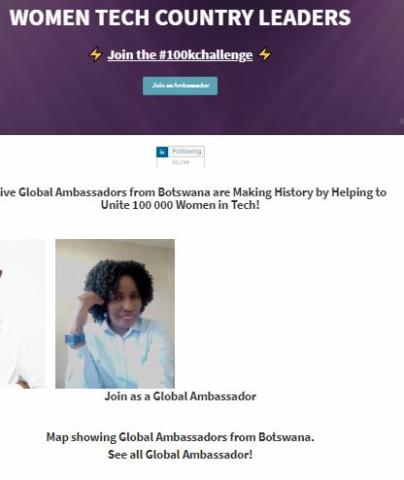 WOMEN TECH COUNTRY LEADERS
⚡ Join the #100kchallenge ⚡
Join as Ambassador
in Following
ive Global Ambassadors from Botswana are Making History by Helping to
Unite 100 000 Women in Tech!
Join as a Global Ambassador
Map showing Global Ambassadors from Botswana.
See all Global Ambassador!